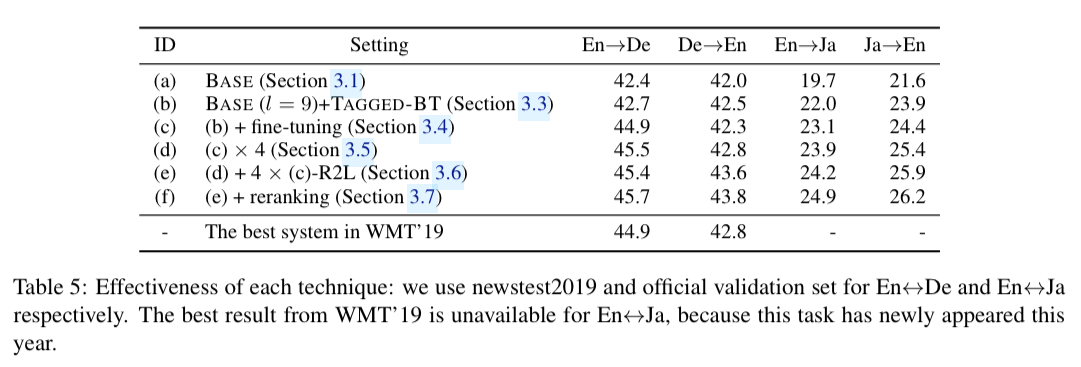 ID Setting En→De De→En En→Ja Ja→En
(a) BASE (Section 3.1) 42.4 42.0 19.7 21.6
(b) BASE (l = 9)+TAGGED-BT (Section 3.3) 42.7 42.5 22.0 23.9
(c) (b) + fine-tuning (Section 3.4) 44.9 42.3 23.1 24.4
(d) (c) × 4 (Section 3.5) 45.5 42.8 23.9 25.4
(e) (d) + 4 × (c)-R2L (Section 3.6) 45.4 43.6 24.2 25.9
(f) (e) + reranking (Section 3.7) 45.7 43.8 24.9 26.2
- The best system in WMT'19 44.9 42.8 - -
Table 5: Effectiveness of each technique: we use newstest2019 and official validation set for En↔De and En↔Ja
respectively. The best result from WMT'19 is unavailable for En↔Ja, because this task has newly appeared this
year.